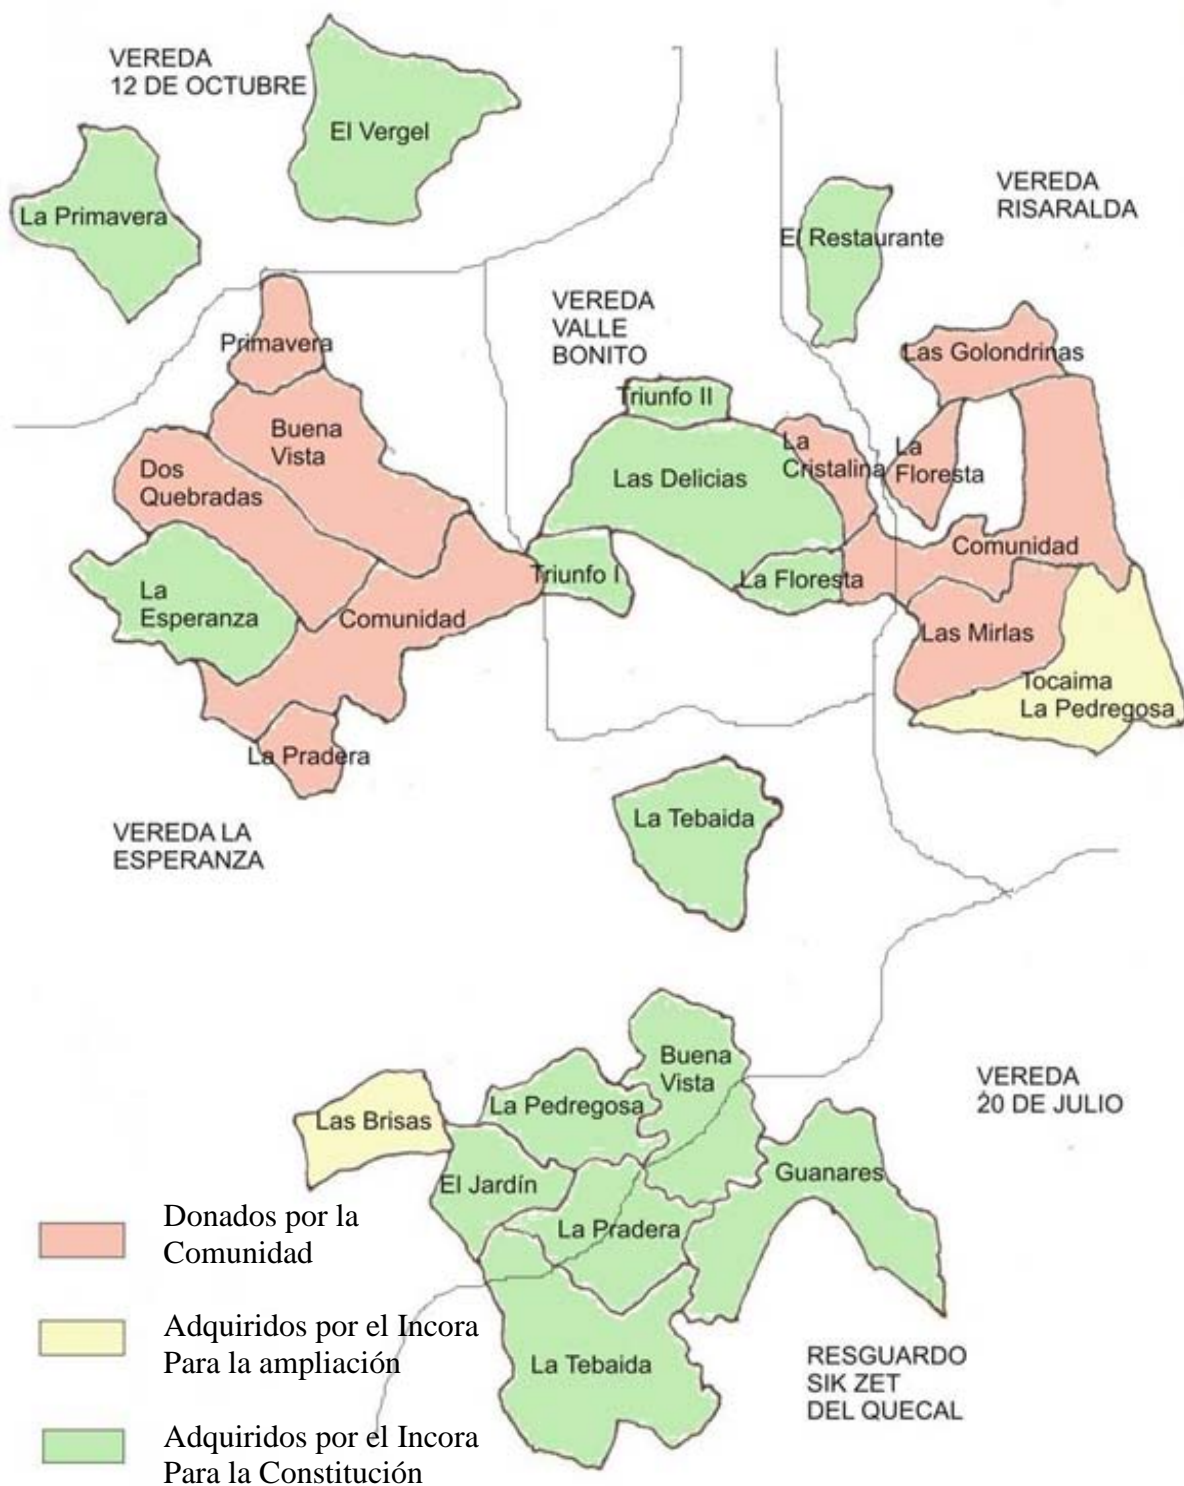 VEREDA
12 DE OCTUBRE
El Vergel
La Primavera
VEREDA
RISARALDA
El Restaurante
VEREDA
VALLE
BONITO
Primavera
Las Golondrinas
Triunfo II
Buena
Vista
La
Cristalina
La
Floresta
Dos
Quebradas
Las Delicias
Comunidad
La
Esperanza
Triunfo I
La Floresta
Comunidad
Las Mirlas
Tocaima
La Pedregosa
La Pradera
La Tebaida
VEREDA LA
ESPERANZA
Buena
Vista
VEREDA
20 DE JULIO
La Pedregosa
Las Brisas
El Jardín
Guanares
La Pradera
La Tebaida
RESGUARDO
SIK ZET
DEL QUECAL
Donados por la
Comunidad
Adquiridos por el Incora
Para la ampliación
Adquiridos por el Incora
Para la Constitución